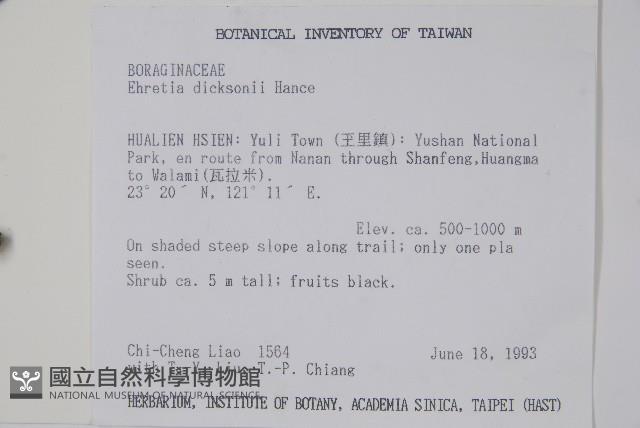 BOTANICAL INVENTORY OF TAIWAN
BORAGINACEAE
Ehretia dicksonii Hance
HUALIEN HSIEN: Yuli Town (玉里鎮): Yushan National
Park, en route from Nanan through Shanfeng,Huangma
to Walami(瓦拉米).
23° 20′ N, 121° 11′ E.
Elev. ca. 500-1000 m
On shaded steep slope along trail; only one pla
seen.
Shrub ca. 5 m tall; fruits black.
Chi-Cheng Liao 1564 June 18, 1993
with T.-P. Chiang
國立自然科學博物館
NATIONAL MUSEUM OF NATURAL SCIENCE
HERBARIUM, INSTITUTE OF BOTANY, ACADEMIA SINICA, TAIPEI (HAST)